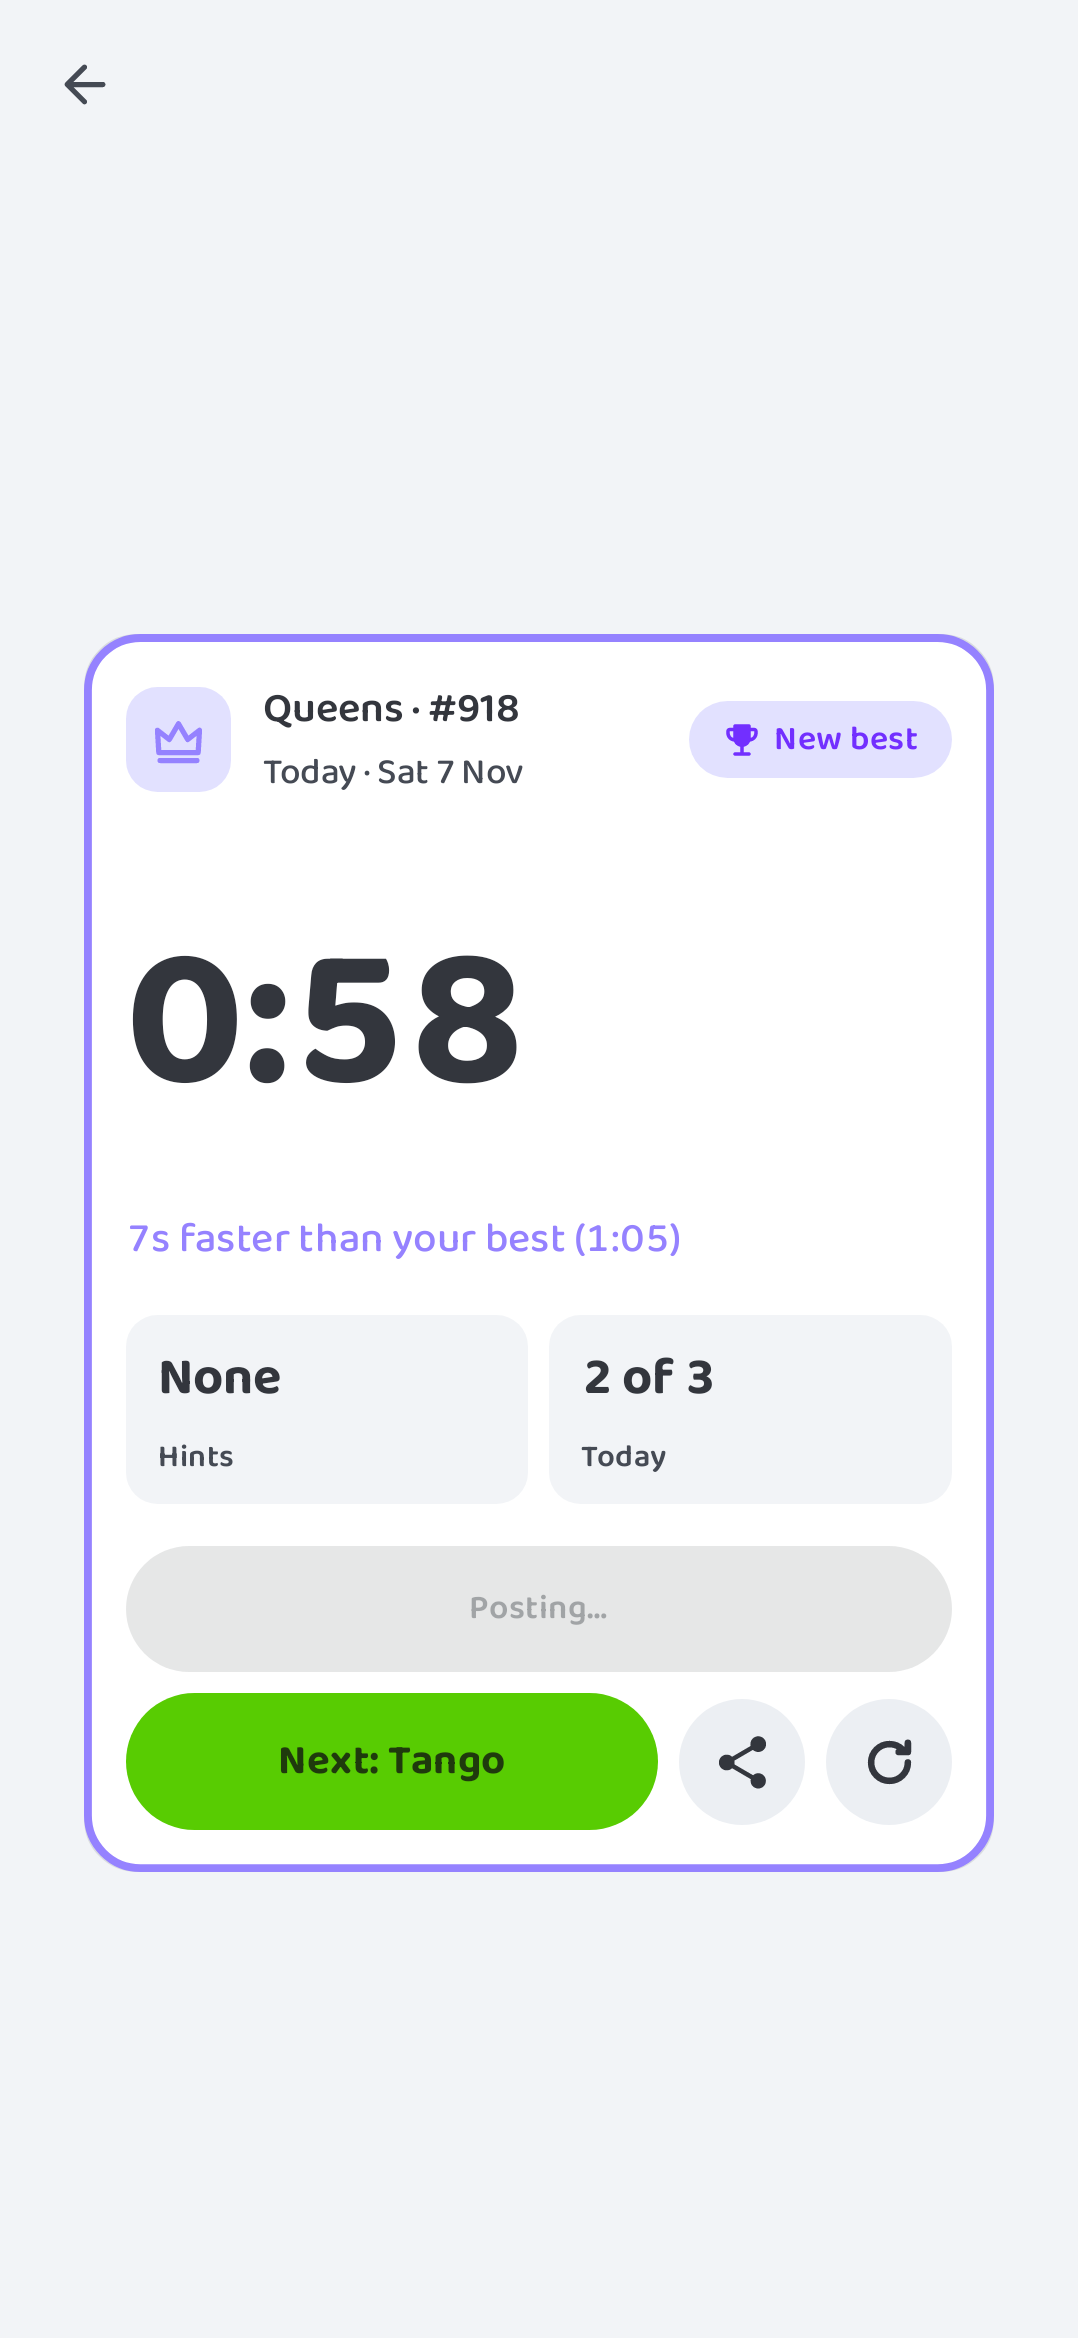 Queens · #918
Today · Sat 7 Nov
New best
0:58
7s faster than your best (1:05)
None
Hints
2 of 3
Today
Posting...
Next: Tango